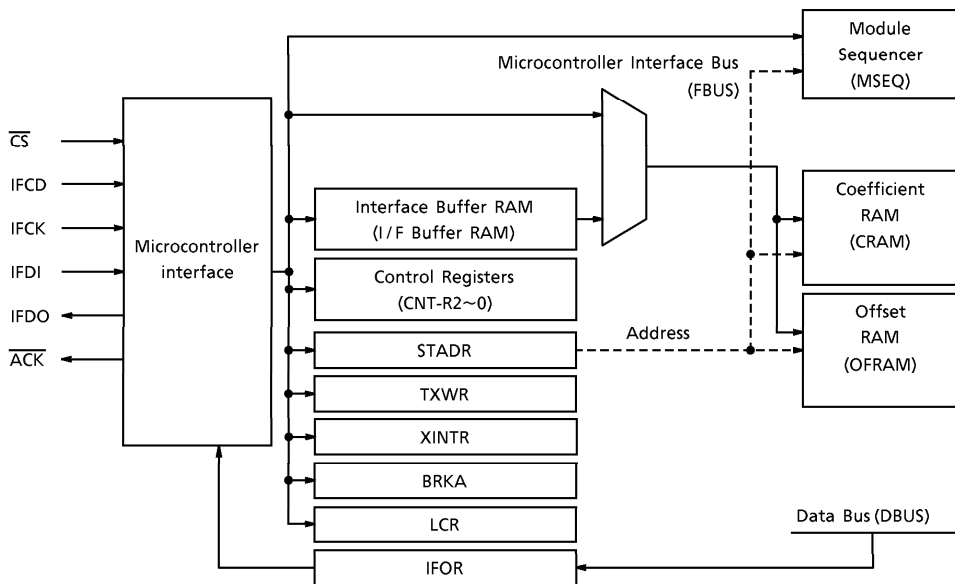 Module
Sequencer
(MSEQ)
Microcontroller Interface Bus
(FBUS)
C̅S̅
IFCD
IFCK
IFDI
IFDO
A̅C̅K̅
Microcontroller
interface
Interface Buffer RAM
(I/F Buffer RAM)
Control Registers
(CNT-R2~0)
STADR
TXWR
XINTR
BRKA
LCR
IFOR
Address
Coefficient
RAM
(CRAM)
Offset
RAM
(OFRAM)
Data Bus (DBUS)